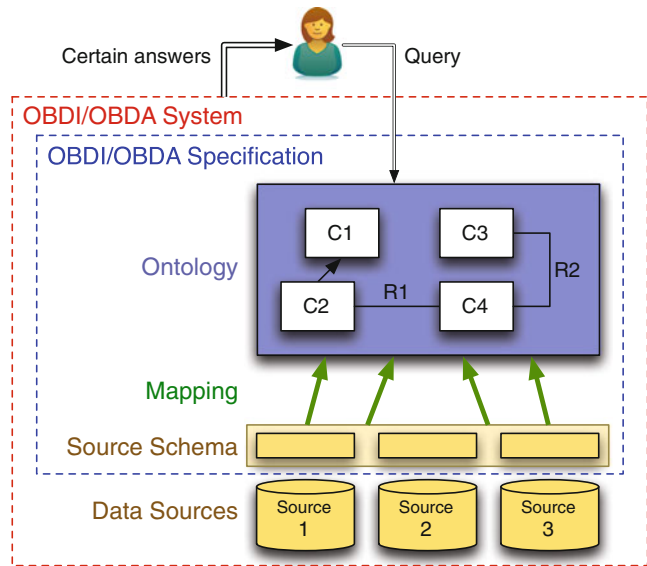 Certain answers
Query
OBDI/OBDA System
OBDI/OBDA Specification
Ontology
C1
C3
C2
R1
C4
R2
Mapping
Source Schema
Data Sources
Source
1
Source
2
Source
3